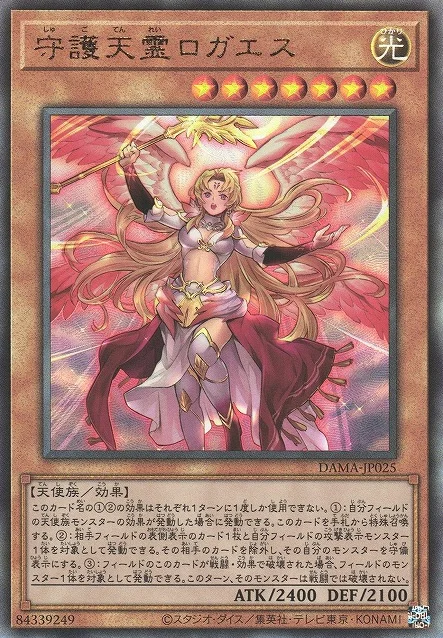 守護天霊ロガエス
光
DAMA-JP025
【天使族／効果】
このカード名の①②の効果はそれぞれ1ターンに1度しか使用できない。①：自分フィールド
の天使族モンスターの効果が発動した場合に発動できる。このカードを手札から特殊召喚
する。②：相手フィールドの表側表示のカード1枚と自分フィールドの攻撃表示モンスター
1体を対象として発動できる。その相手のカードを除外し、その自分のモンスターを守備
表示にする。③：フィールドのこのカードが戦闘・効果で破壊された場合、フィールドのモン
スター1体を対象として発動できる。このターン、そのモンスターは戦闘では破壊されない。
ATK/2400 DEF/2100
84339249
©スタジオ・ダイス／集英社・テレビ東京・KONAMI